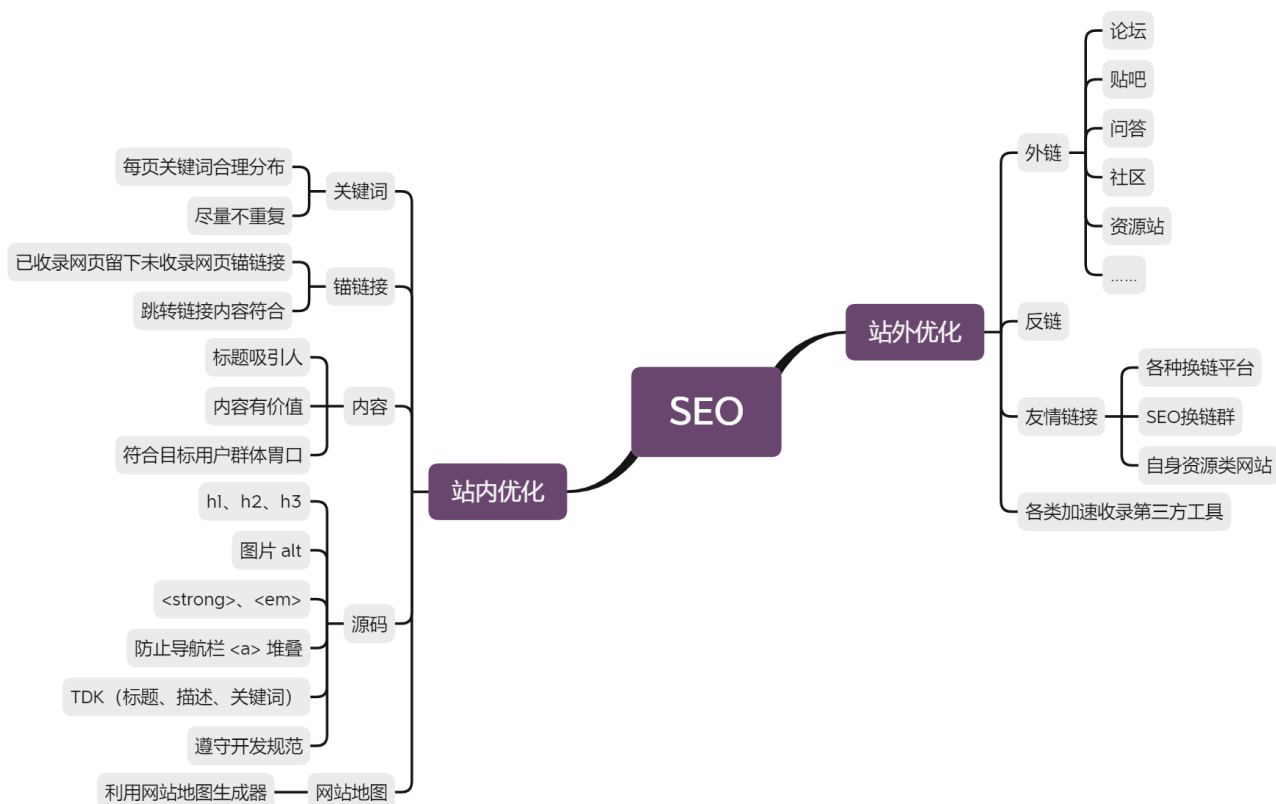 SEO
站内优化
关键词
每页关键词合理分布
尽量不重复
锚链接
已收录网页留下未收录网页锚链接
跳转链接内容符合
内容
标题吸引人
内容有价值
符合目标用户群体胃口
源码
h1、h2、h3
图片 alt
<strong>、<em>
防止导航栏 <a> 堆叠
TDK（标题、描述、关键词）
遵守开发规范
网站地图
利用网站地图生成器
站外优化
外链
论坛
贴吧
问答
社区
资源站
……
反链
友情链接
各种换链平台
SEO换链群
自身资源类网站
各类加速收录第三方工具